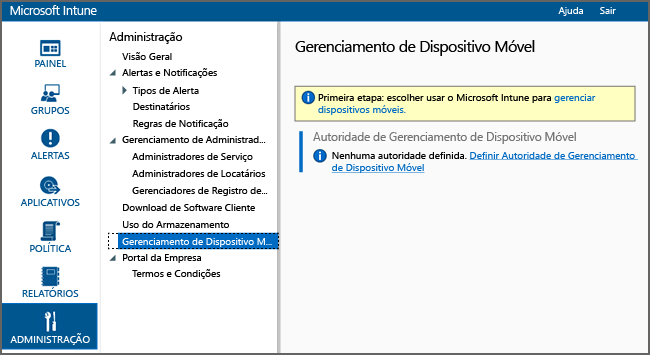 Microsoft Intune
Ajuda
Sair
PAINEL
GRUPOS
ALERTAS
APLICATIVOS
POLÍTICA
RELATÓRIOS
ADMINISTRAÇÃO
Administração
Visão Geral
Alertas e Notificações
Tipos de Alerta
Destinatários
Regras de Notificação
Gerenciamento de Administrad...
Administradores de Serviço
Administradores de Locatários
Gerenciadores de Registro de...
Download de Software Cliente
Uso do Armazenamento
Gerenciamento de Dispositivo M...
Portal da Empresa
Termos e Condições
Gerenciamento de Dispositivo Móvel
Primeira etapa: escolher usar o Microsoft Intune para gerenciar
dispositivos móveis.
Autoridade de Gerenciamento de Dispositivo Móvel
Nenhuma autoridade definida. Definir Autoridade de Gerenciamento
de Dispositivo Móvel